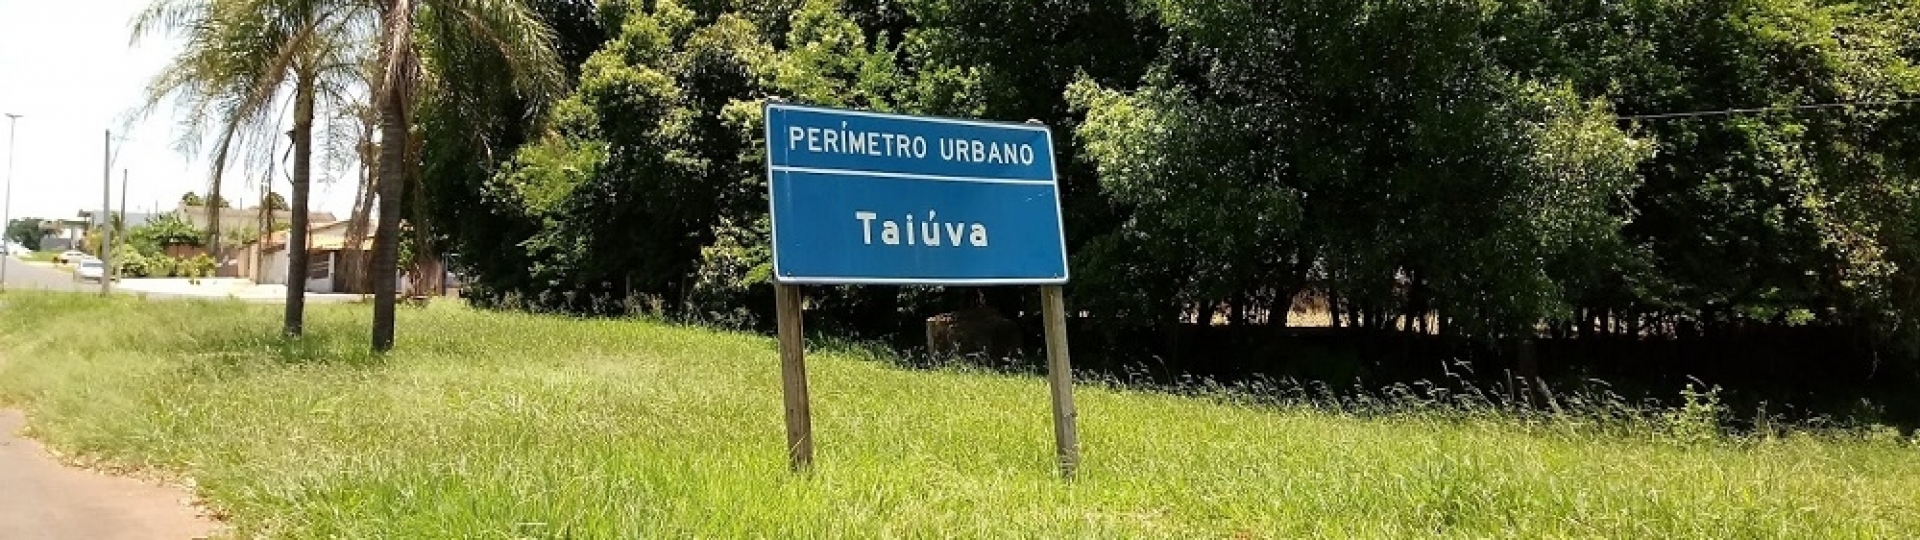 PERÍMETRO URBANO
Taiúva